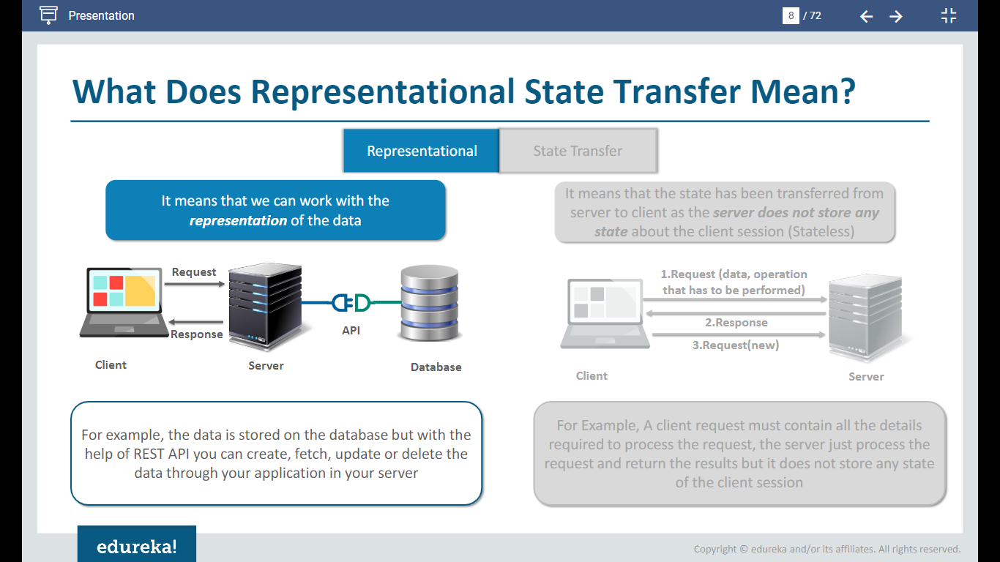 Presentation
8 / 72
What Does Representational State Transfer Mean?
Representational
State Transfer
It means that we can work with the
representation of the data
It means that the state has been transferred from
server to client as the server does not store any
state about the client session (Stateless)
Request
Response
API
Client
Server
Database
1.Request (data, operation
that has to be performed)
2.Response
3.Request(new)
Client
Server
For example, the data is stored on the database but with the
help of REST API you can create, fetch, update or delete the
data through your application in your server
For Example, A client request must contain all the details
required to process the request, the server just process the
request and return the results but it does not store any state
of the client session
edureka!
Copyright © edureka and/or its affiliates. All rights reserved.